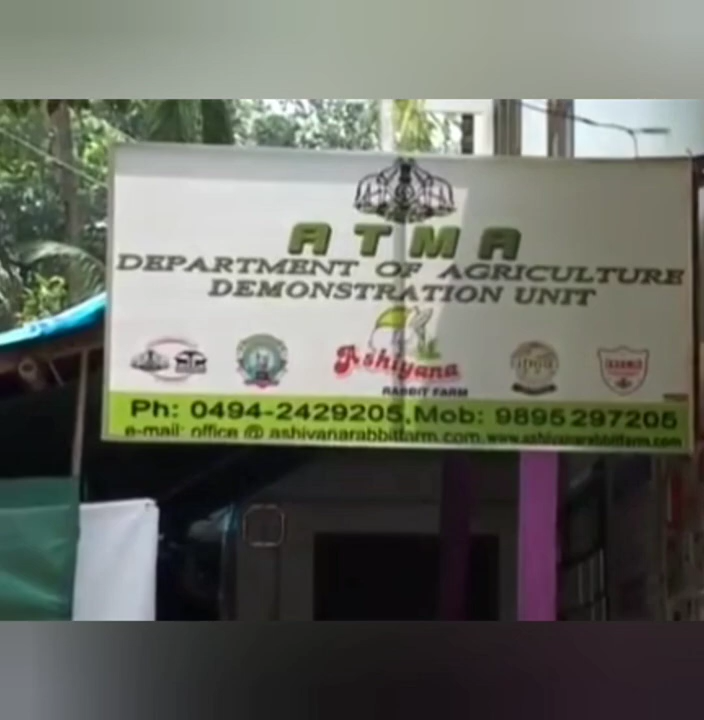 ATMA
DEPARTMENT OF AGRICULTURE
DEMONSTRATION UNIT
Ashiyana
RABBIT FARM
Ph: 0494-2429205, Mob: 9895297205
e-mail: office @ ashiyanarabbitfarm.com, www.ashiyanarabbitfarm.com